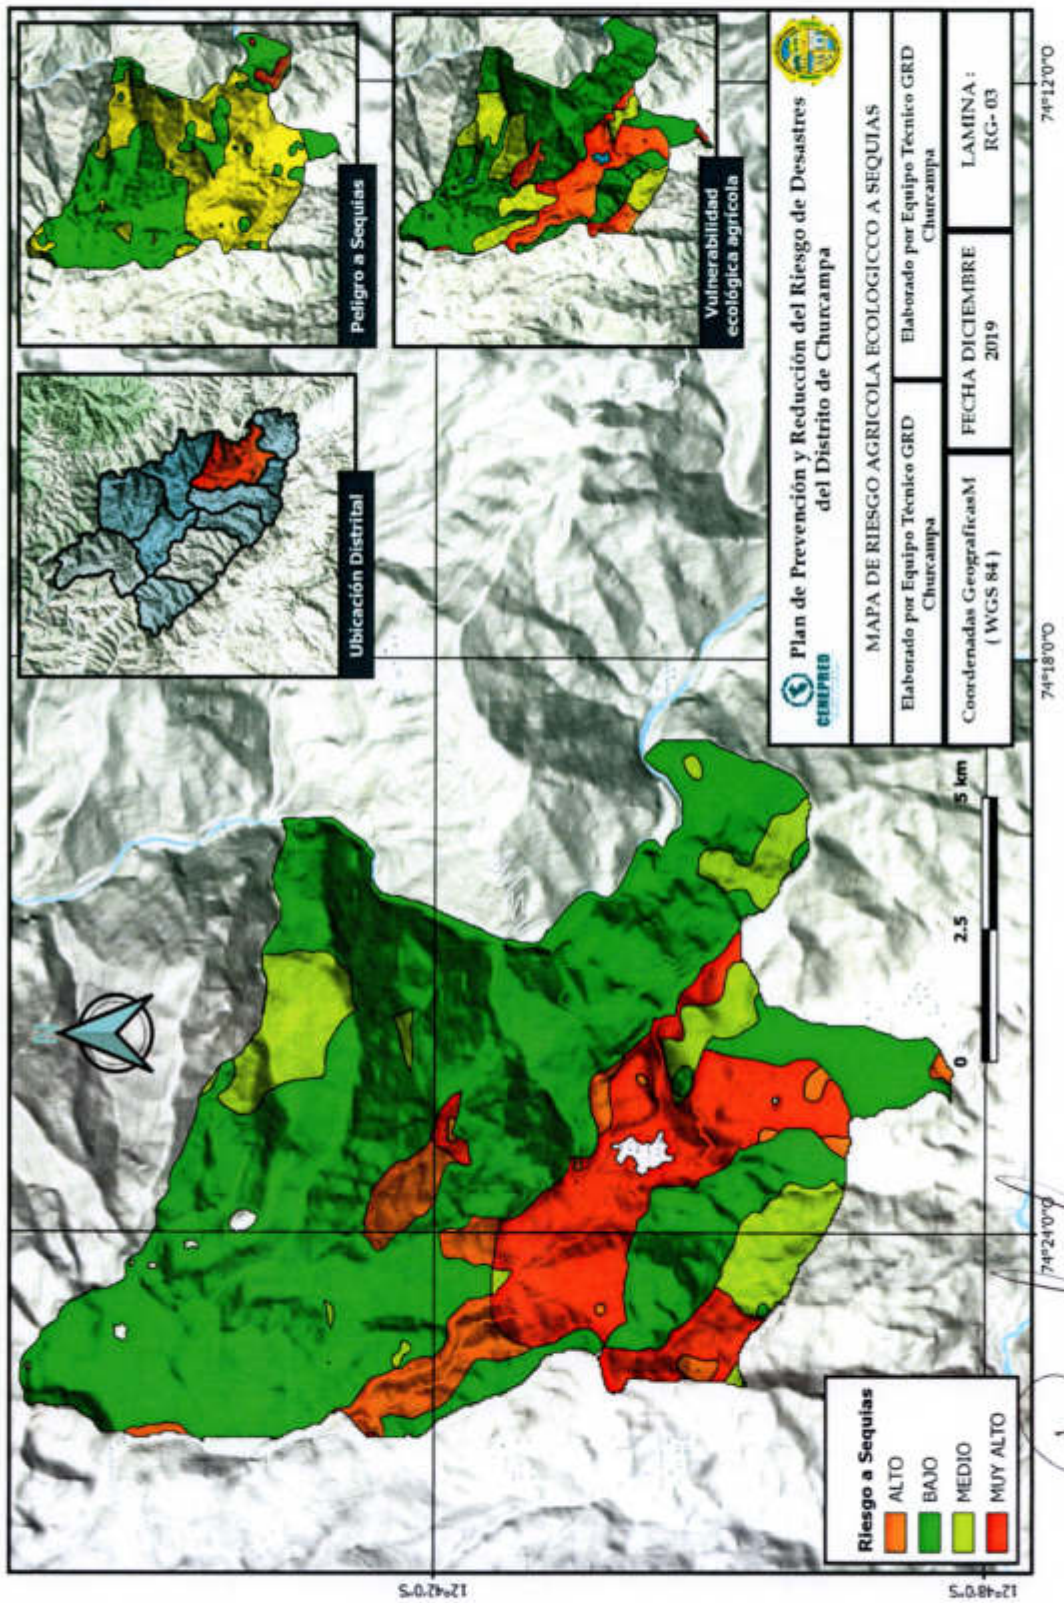 N
Ubicación Distrital
Peligro a Sequias
Vulnerabilidad
ecológica agrícola
CENEPRED
Plan de Prevención y Reducción del Riesgo de Desastres
del Distrito de Churcampa
MAPA DE RIESGO AGRICOLA ECOLOGICCO A SEQUIAS
Elaborado por Equipo Técnico GRD
Churcampa
Elaborado por Equipo Técnico GRD
Churcampa
Coordenadas GeograficasM
( WGS 84 )
FECHA DICIEMBRE
2019
LAMINA :
RG- 03
Riesgo a Sequias
ALTO
BAJO
MEDIO
MUY ALTO
0
2.5
5 km
12°42'0"S
12°48'0"S
74°24'0"O
74°18'0"O
74°12'0"O